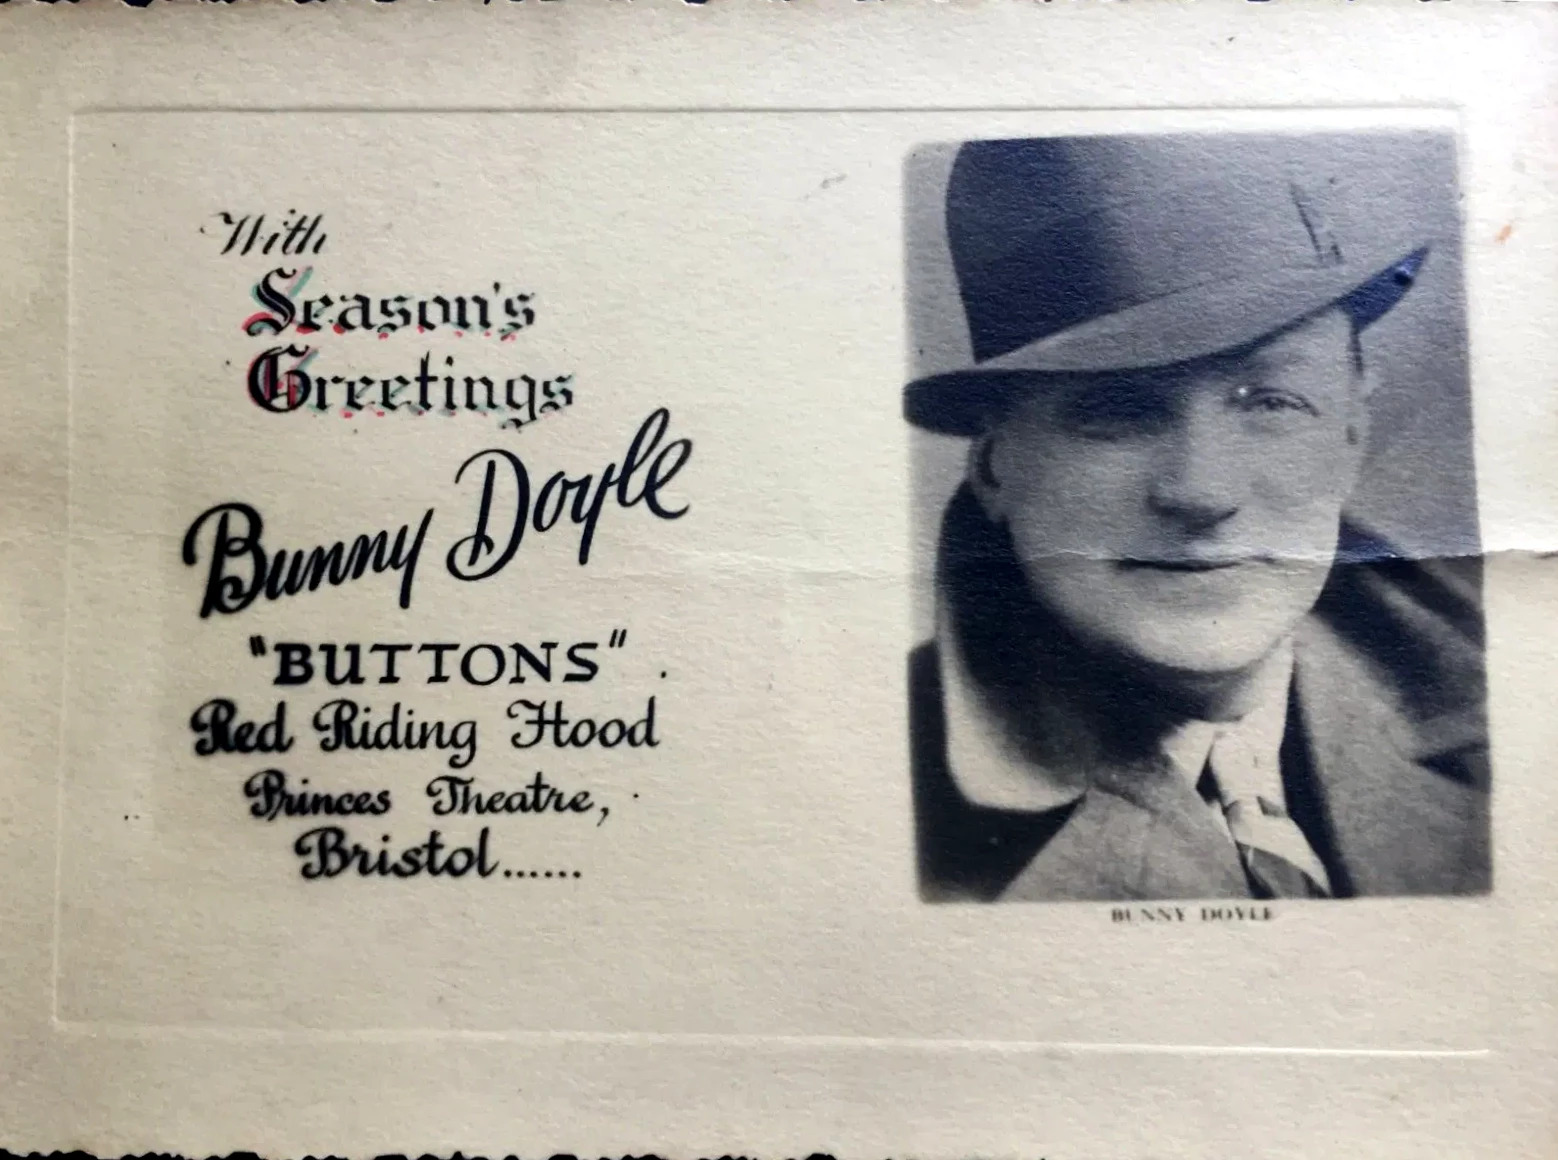 With
Season's
Greetings
Bunny Doyle
"BUTTONS"
Red Riding Hood
Princes Theatre,
Bristol......
BUNNY DOYLE